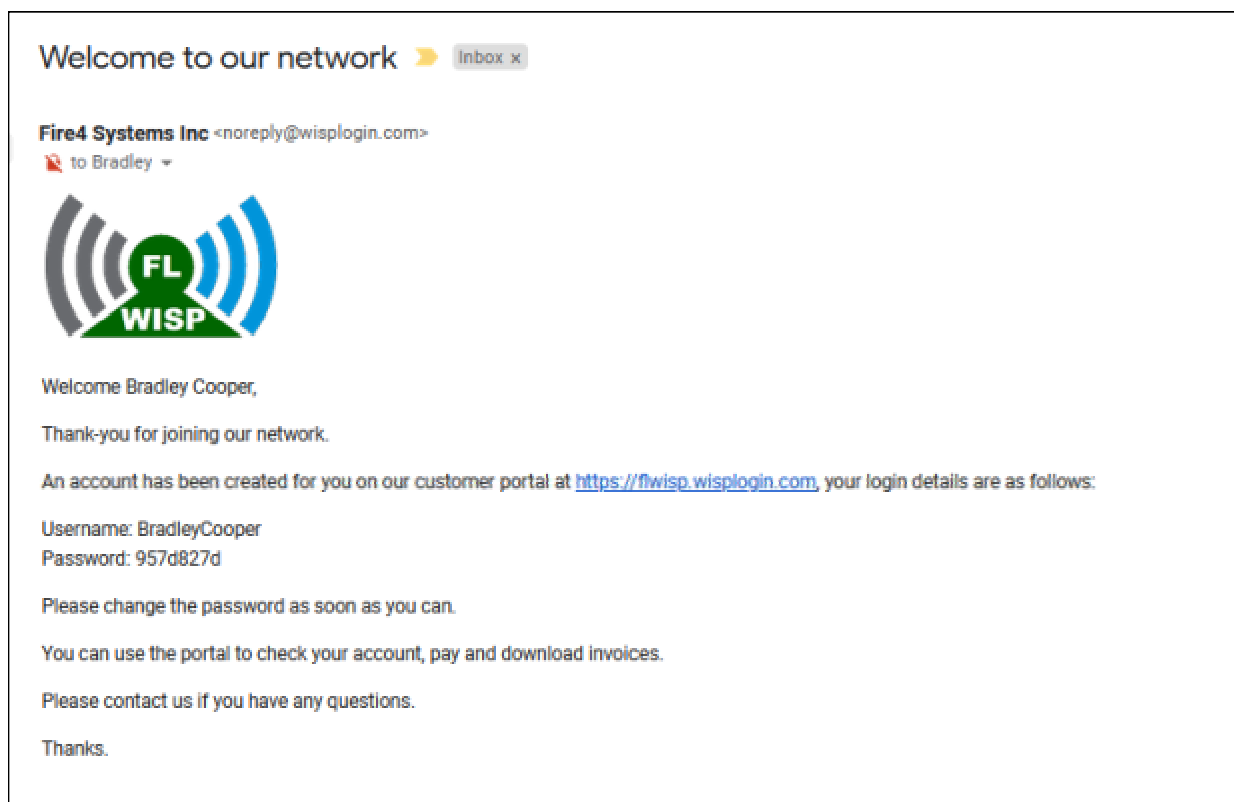 Welcome to our network Inbox x
Fire4 Systems Inc <noreply@wisplogin.com>
to Bradley
FL
WISP
Welcome Bradley Cooper,
Thank-you for joining our network.
An account has been created for you on our customer portal at https://flwisp.wisplogin.com, your login details are as follows:
Username: BradleyCooper
Password: 957d827d
Please change the password as soon as you can.
You can use the portal to check your account, pay and download invoices.
Please contact us if you have any questions.
Thanks.